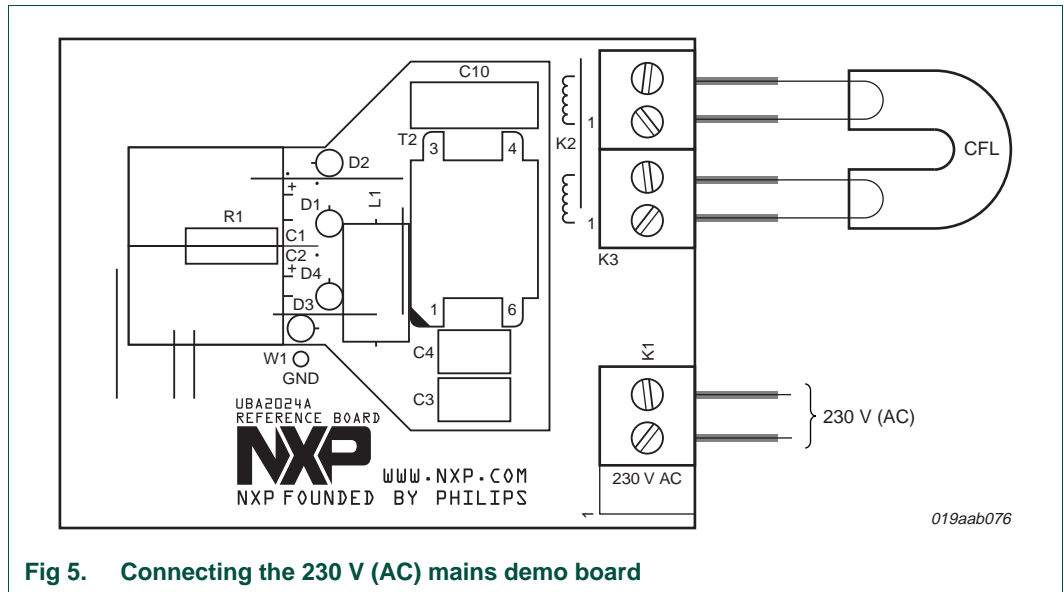 C10
T2
3
4
K2
1
CFL
D2
+
D1
L1
R1
C1
C2
+
D4
1
K3
D3
1
6
W1
GND
C4
K1
C3
230 V (AC)
UBA2024A
REFERENCE BOARD
NXP
WWW.NXP.COM
NXP FOUNDED BY PHILIPS
230 V AC
1
019aab076
Fig 5. Connecting the 230 V (AC) mains demo board